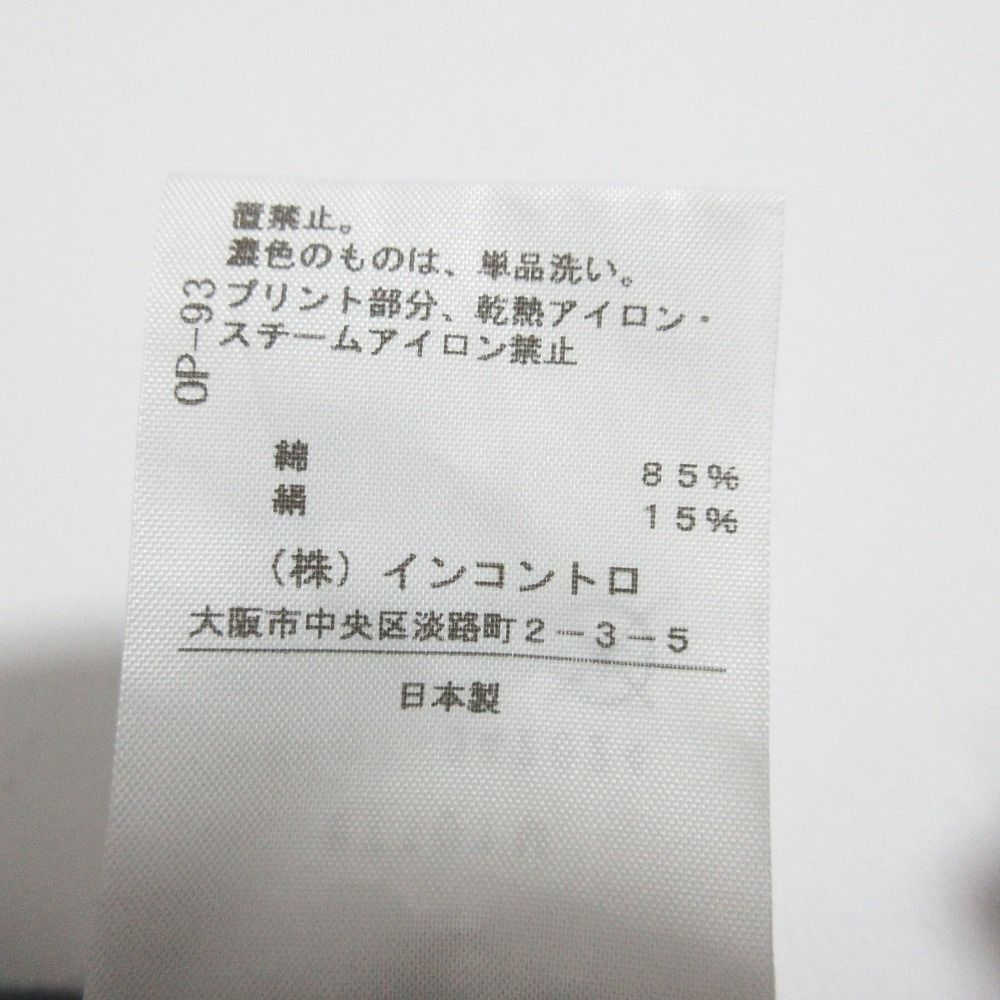 置禁止。
濃色のものは、単品洗い。
プリント部分、乾熱アイロン・
スチームアイロン禁止
OP-93
綿 85%
絹 15%
(株)インコントロ
大阪市中央区淡路町2-3-5
日本製